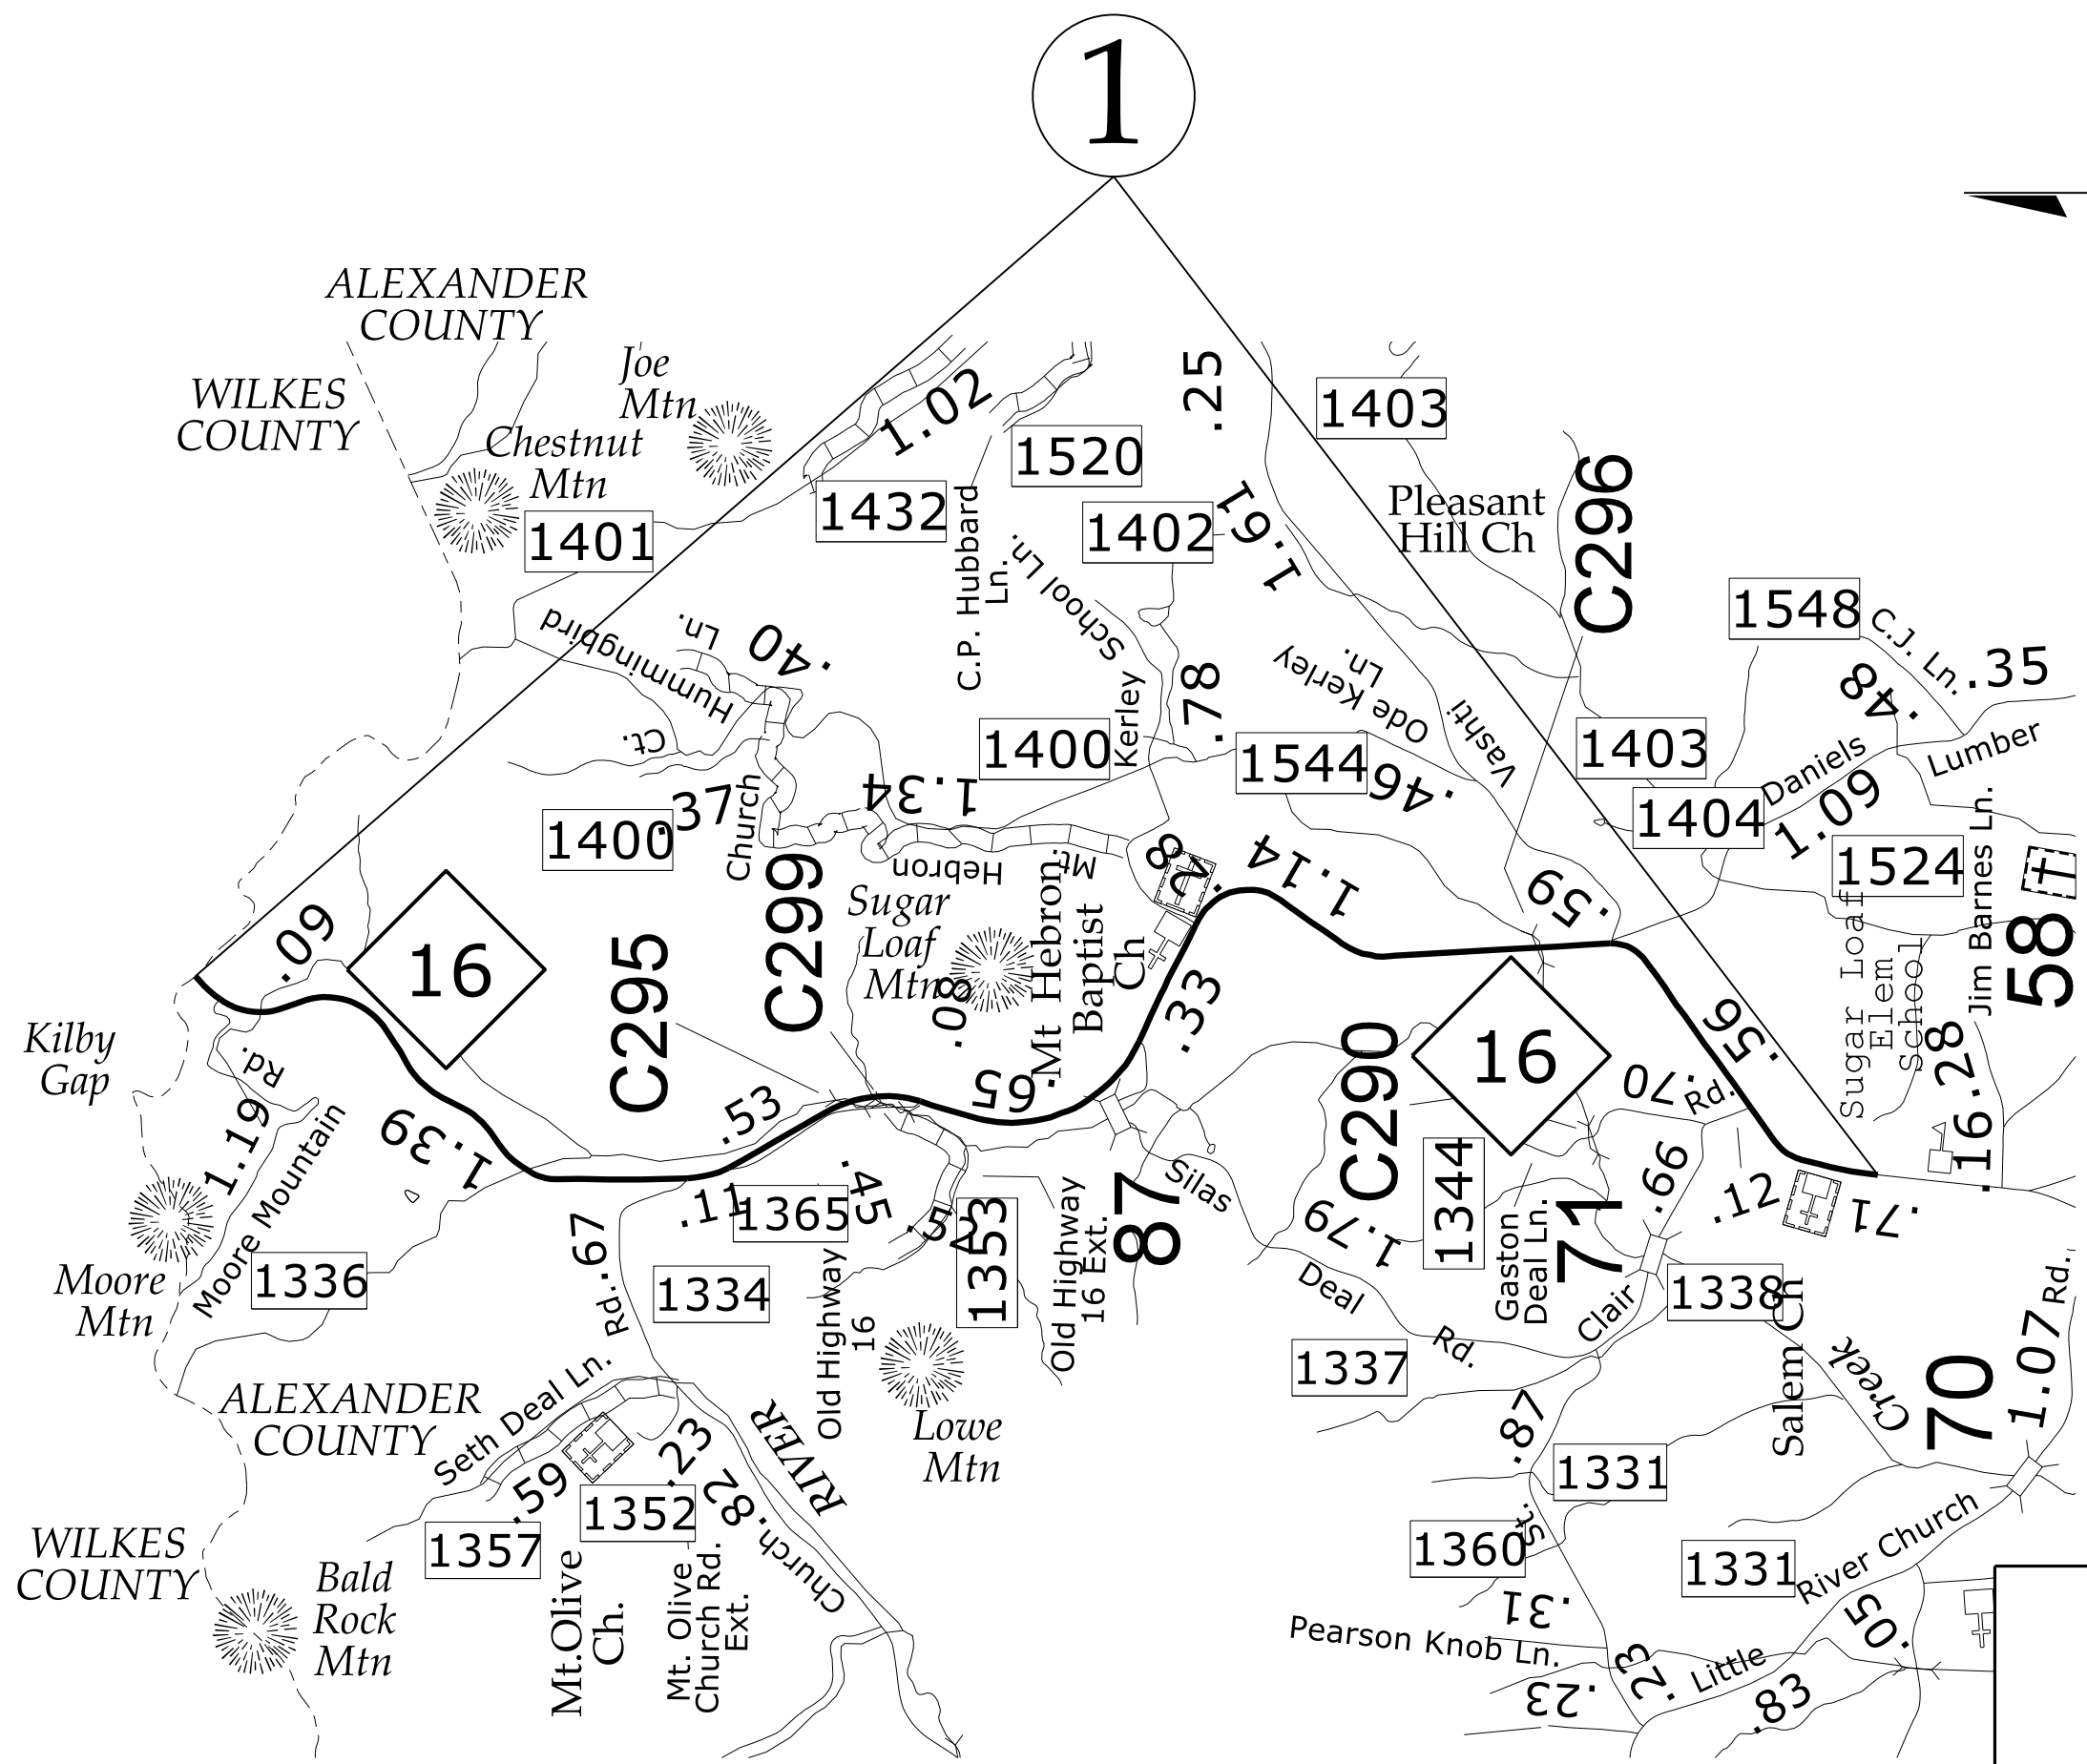 1
ALEXANDER
COUNTY
WILKES
COUNTY
Joe
Mtn
Chestnut
Mtn
1401
1.02
1432
1520
.25
1402
1403
1.61
Pleasant
Hill Ch
C296
1548
C.J. Ln.
.35
.48
Hummingbird
Ln.
.40
Ct.
C.P. Hubbard
Ln.
School Ln.
Kerley
.78
Ode Kerley
Ln.
Vashti
1400
1544
.46
1403
1404
Daniels
Lumber
1.09
1524
Jim Barnes Ln.
58
1400
.37
Church
1.34
Hebron
Mt.
.28
1.14
.59
.09
16
C295
C299
Sugar
Loaf
Mtn
.08
Mt Hebron
Baptist
Ch
.33
.65
C290
16
.56
Sugar Loaf
Elem
School
.28
.16
Kilby
Gap
Rd.
1.19
Moore Mountain
1.39
.53
.70
Rd.
.66
.12
.71
Moore
Mtn
1336
.67
Rd.
.11
1365
.45
.52
1353
1334
Old Highway
16
Old Highway
16 Ext.
87
Silas
1.79
1344
Gaston
Deal Ln.
71
Deal
Rd.
Clair
1338
1337
Salem Ch
Creek
70
1.07
Rd.
ALEXANDER
COUNTY
Seth Deal Ln.
Lowe
Mtn
RIVER
.59
.23
.82
Church
1357
1352
Mt.Olive
Ch.
Mt. Olive
Church Rd.
Ext.
WILKES
COUNTY
Bald
Rock
Mtn
.87
1331
1360
St.
1331
River Church
.31
Pearson Knob Ln.
.23
.23
Little
.83
.05